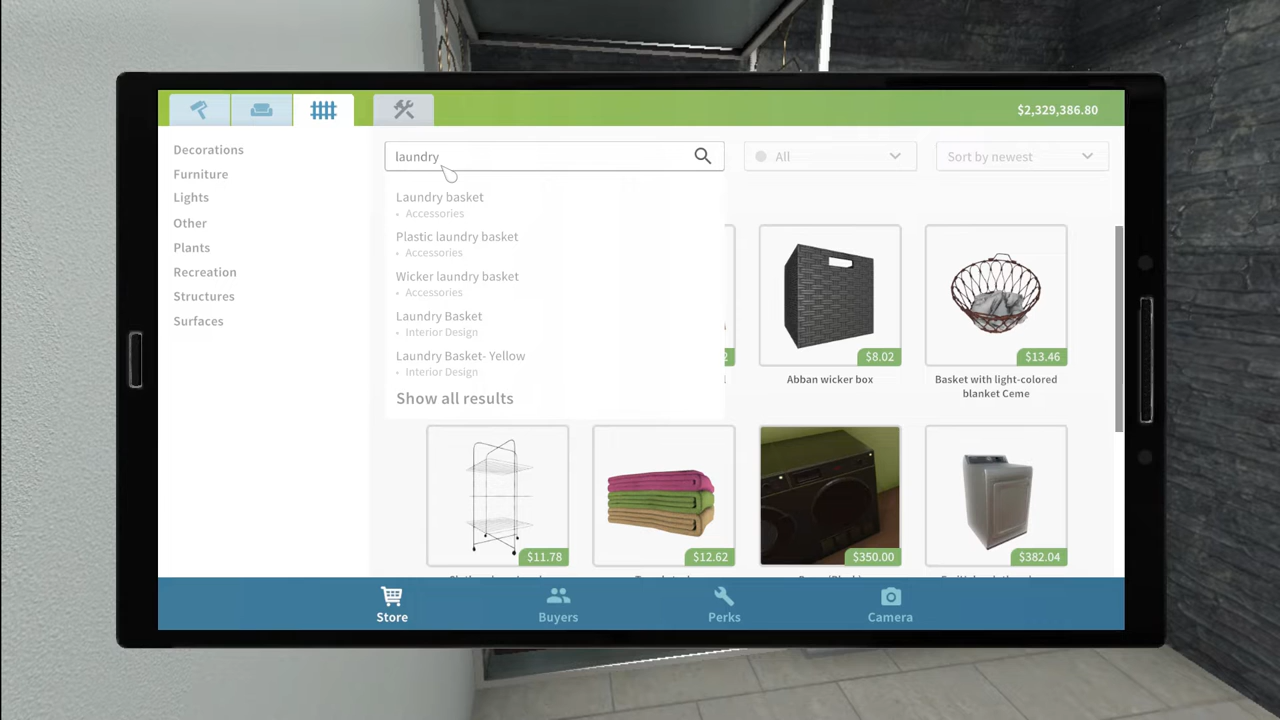 $2,329,386.80
Decorations
Furniture
Lights
Other
Plants
Recreation
Structures
Surfaces
laundry
All
Sort by newest
Laundry basket
• Accessories
Plastic laundry basket
• Accessories
Wicker laundry basket
• Accessories
Laundry Basket
• Interior Design
Laundry Basket- Yellow
• Interior Design
Show all results
$8.02
$13.46
Abban wicker box
Basket with light-colored
blanket Ceme
$11.78
$12.62
$350.00
$382.04
Store
Buyers
Perks
Camera